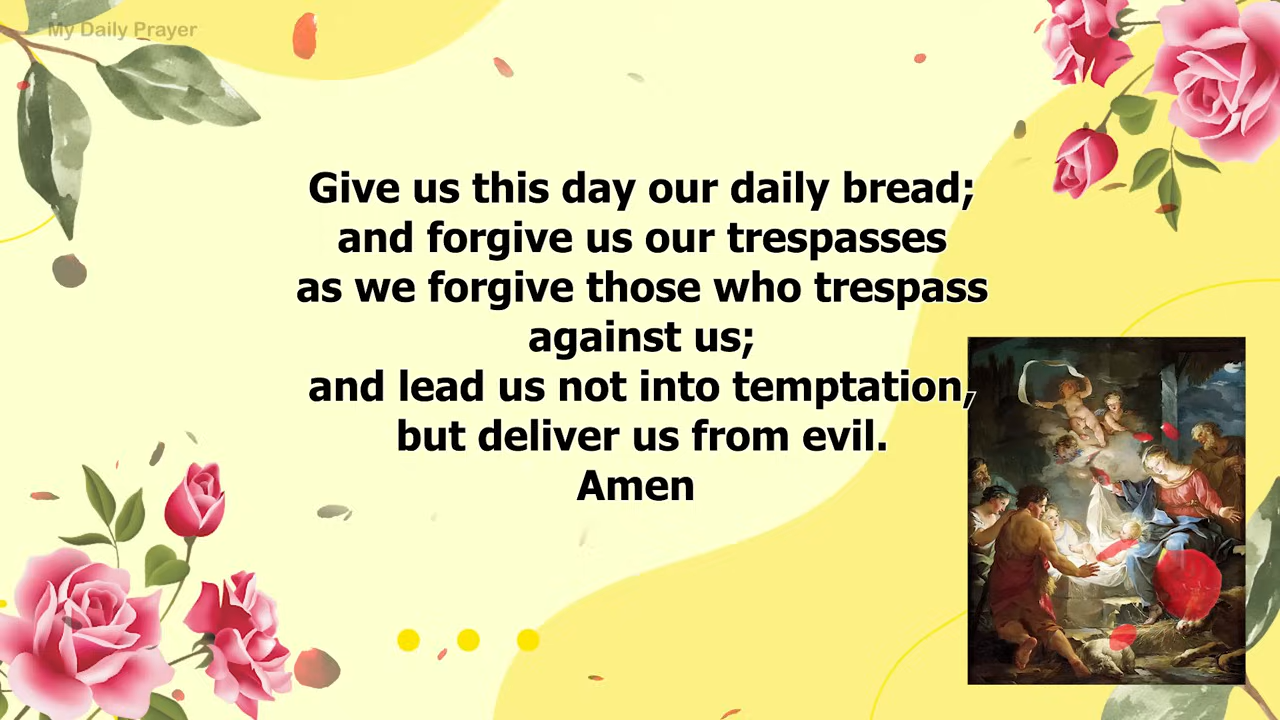 My Daily Prayer
Give us this day our daily bread;
and forgive us our trespasses
as we forgive those who trespass
against us;
and lead us not into temptation,
but deliver us from evil.
Amen